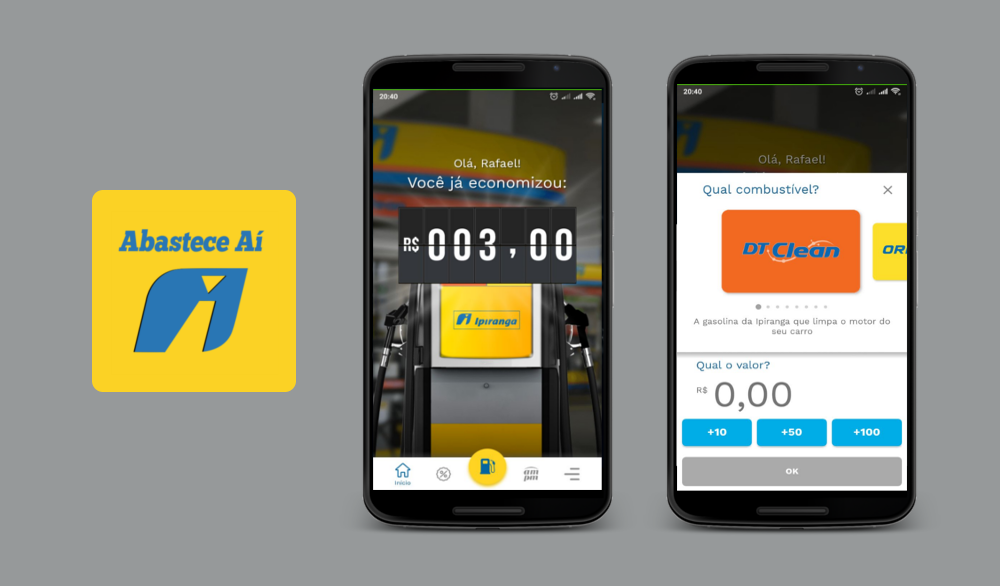 Abastece Aí
20:40
Olá, Rafael!
Você já economizou:
R$ 003,00
Ipiranga
Início
am
pm
20:40
Olá, Rafael!
Qual combustível?
DT Clean
ORI
A gasolina da Ipiranga que limpa o motor do
seu carro
Qual o valor?
R$ 0,00
+10 +50 +100
OK